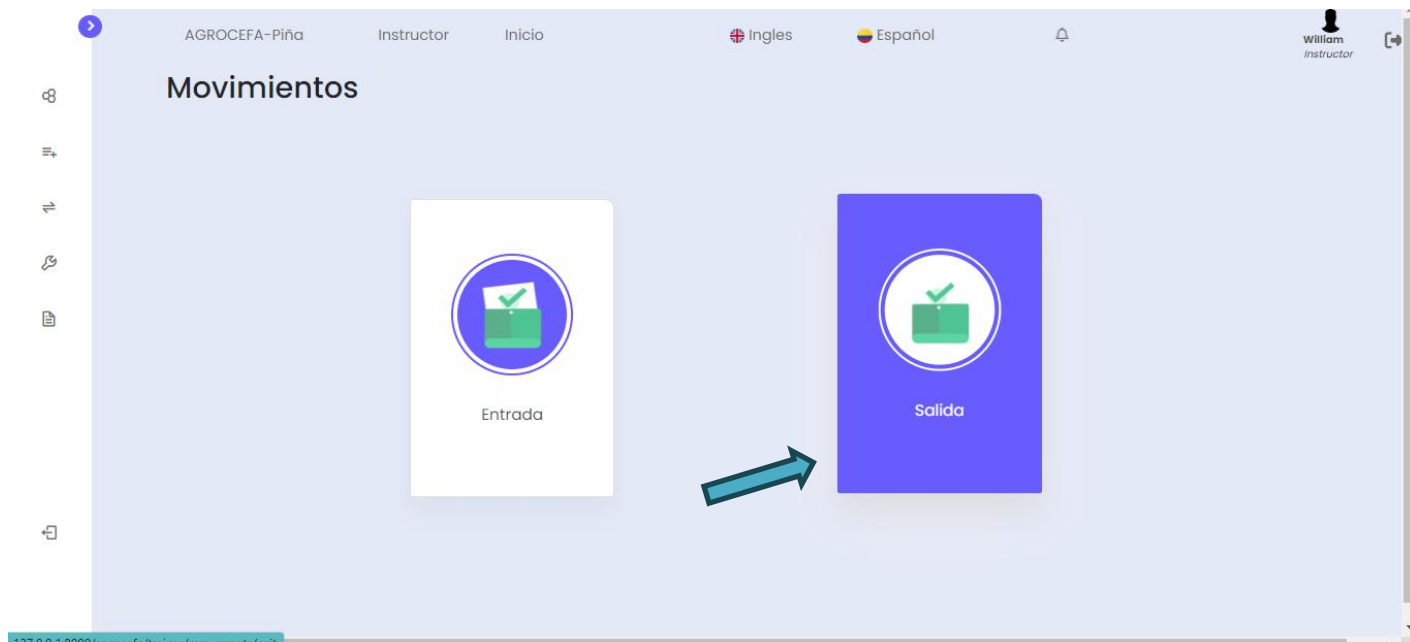 AGROCEFA-Piña Instructor Inicio Ingles Español
William
Instructor
Movimientos
Entrada
Salida